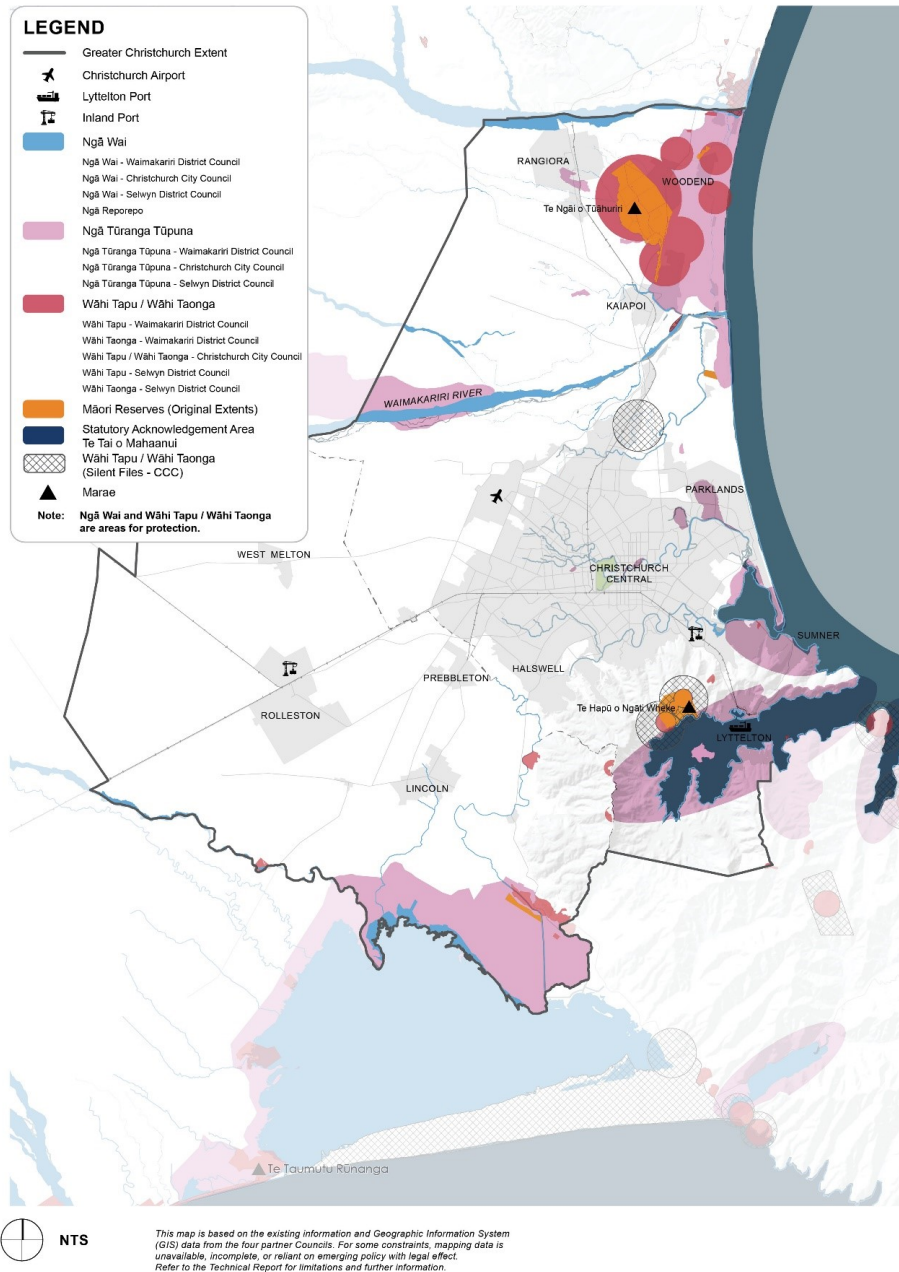 LEGEND
Greater Christchurch Extent
Christchurch Airport
Lyttelton Port
Inland Port
Ngā Wai
Ngā Wai - Waimakariri District Council
Ngā Wai - Christchurch City Council
Ngā Wai - Selwyn District Council
Ngā Reporepo
Ngā Tūranga Tūpuna
Ngā Tūranga Tūpuna - Waimakariri District Council
Ngā Tūranga Tūpuna - Christchurch City Council
Ngā Tūranga Tūpuna - Selwyn District Council
Wāhi Tapu / Wāhi Taonga
Wāhi Tapu - Waimakariri District Council
Wāhi Taonga - Waimakariri District Council
Wāhi Tapu / Wāhi Taonga - Christchurch City Council
Wāhi Tapu - Selwyn District Council
Wāhi Taonga - Selwyn District Council
Māori Reserves (Original Extents)
Statutory Acknowledgement Area
Te Tai o Mahaanui
Wāhi Tapu / Wāhi Taonga
(Silent Files - CCC)
Marae
Note: Ngā Wai and Wāhi Tapu / Wāhi Taonga
are areas for protection.
RANGIORA
WOODEND
Te Ngāi o Tūāhuriri
KAIAPOI
WAIMAKARIRI RIVER
PARKLANDS
WEST MELTON
CHRISTCHURCH
CENTRAL
SUMNER
PREBBLETON
HALSWELL
ROLLESTON
Te Hapū o Ngāti Wheke
LYTTELTON
LINCOLN
Te Taumutu Rūnanga
NTS
This map is based on the existing information and Geographic Information System
(GIS) data from the four partner Councils. For some constraints, mapping data is
unavailable, incomplete, or reliant on emerging policy with legal effect.
Refer to the Technical Report for limitations and further information.